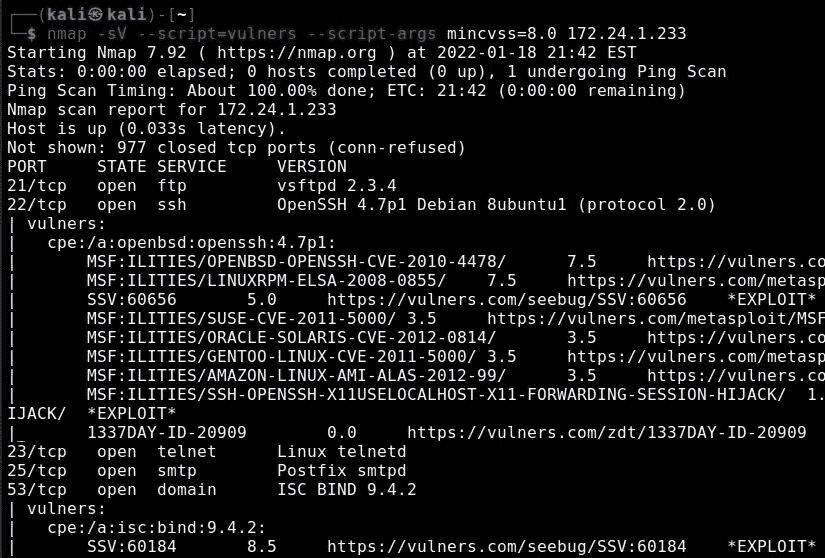 ┌──(kali㉿kali)-[~]
└─$ nmap -sV --script=vulners --script-args mincvss=8.0 172.24.1.233
Starting Nmap 7.92 ( https://nmap.org ) at 2022-01-18 21:42 EST
Stats: 0:00:00 elapsed; 0 hosts completed (0 up), 1 undergoing Ping Scan
Ping Scan Timing: About 100.00% done; ETC: 21:42 (0:00:00 remaining)
Nmap scan report for 172.24.1.233
Host is up (0.033s latency).
Not shown: 977 closed tcp ports (conn-refused)
PORT     STATE SERVICE     VERSION
21/tcp   open  ftp         vsftpd 2.3.4
22/tcp   open  ssh         OpenSSH 4.7p1 Debian 8ubuntu1 (protocol 2.0)
| vulners:
|   cpe:/a:openbsd:openssh:4.7p1:
|       MSF:ILITIES/OPENBSD-OPENSSH-CVE-2010-4478/      7.5     https://vulners.co
|       MSF:ILITIES/LINUXRPM-ELSA-2008-0855/    7.5     https://vulners.com/metasp
|       SSV:60656       5.0     https://vulners.com/seebug/SSV:60656    *EXPLOIT*
|       MSF:ILITIES/SUSE-CVE-2011-5000/ 3.5     https://vulners.com/metasploit/MSF
|       MSF:ILITIES/ORACLE-SOLARIS-CVE-2012-0814/       3.5     https://vulners.co
|       MSF:ILITIES/GENTOO-LINUX-CVE-2011-5000/ 3.5     https://vulners.com/metasp
|       MSF:ILITIES/AMAZON-LINUX-AMI-ALAS-2012-99/      3.5     https://vulners.co
|       MSF:ILITIES/SSH-OPENSSH-X11USELOCALHOST-X11-FORWARDING-SESSION-HIJACK/  1.
IJACK/  *EXPLOIT*
|_      1337DAY-ID-20909        0.0     https://vulners.com/zdt/1337DAY-ID-20909
23/tcp   open  telnet      Linux telnetd
25/tcp   open  smtp        Postfix smtpd
53/tcp   open  domain      ISC BIND 9.4.2
| vulners:
|   cpe:/a:isc:bind:9.4.2:
|       SSV:60184       8.5     https://vulners.com/seebug/SSV:60184    *EXPLOIT*